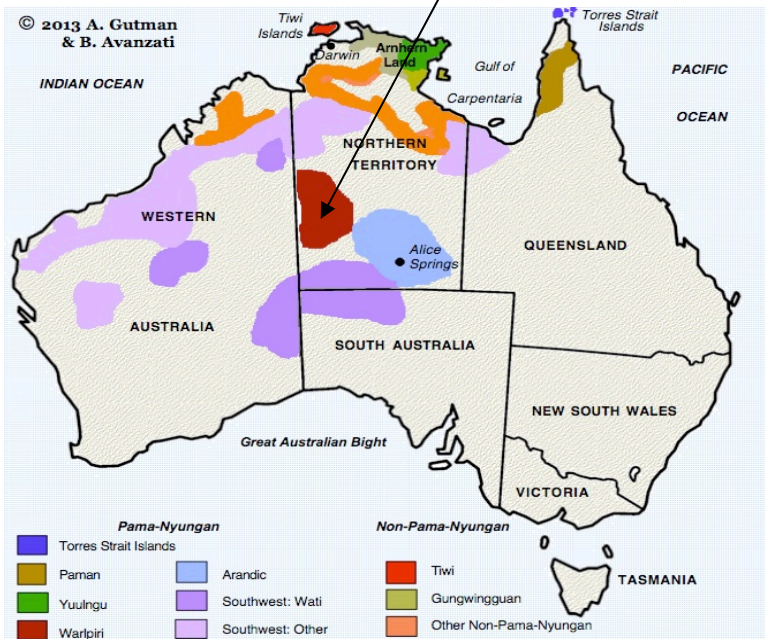 © 2013 A. Gutman
& B. Avanzati
Tiwi
Islands
Torres Strait
Islands
Darwin
Arnhern
Land
Gulf of
Carpentaria
PACIFIC
OCEAN
INDIAN OCEAN
NORTHERN
TERRITORY
WESTERN
AUSTRALIA
Alice
Springs
QUEENSLAND
SOUTH AUSTRALIA
NEW SOUTH WALES
Great Australian Bight
VICTORIA
TASMANIA
Pama-Nyungan
Torres Strait Islands
Paman
Yuulngu
Warlpiri
Arandic
Southwest: Wati
Southwest: Other
Non-Pama-Nyungan
Tiwi
Gungwingguan
Other Non-Pama-Nyungan